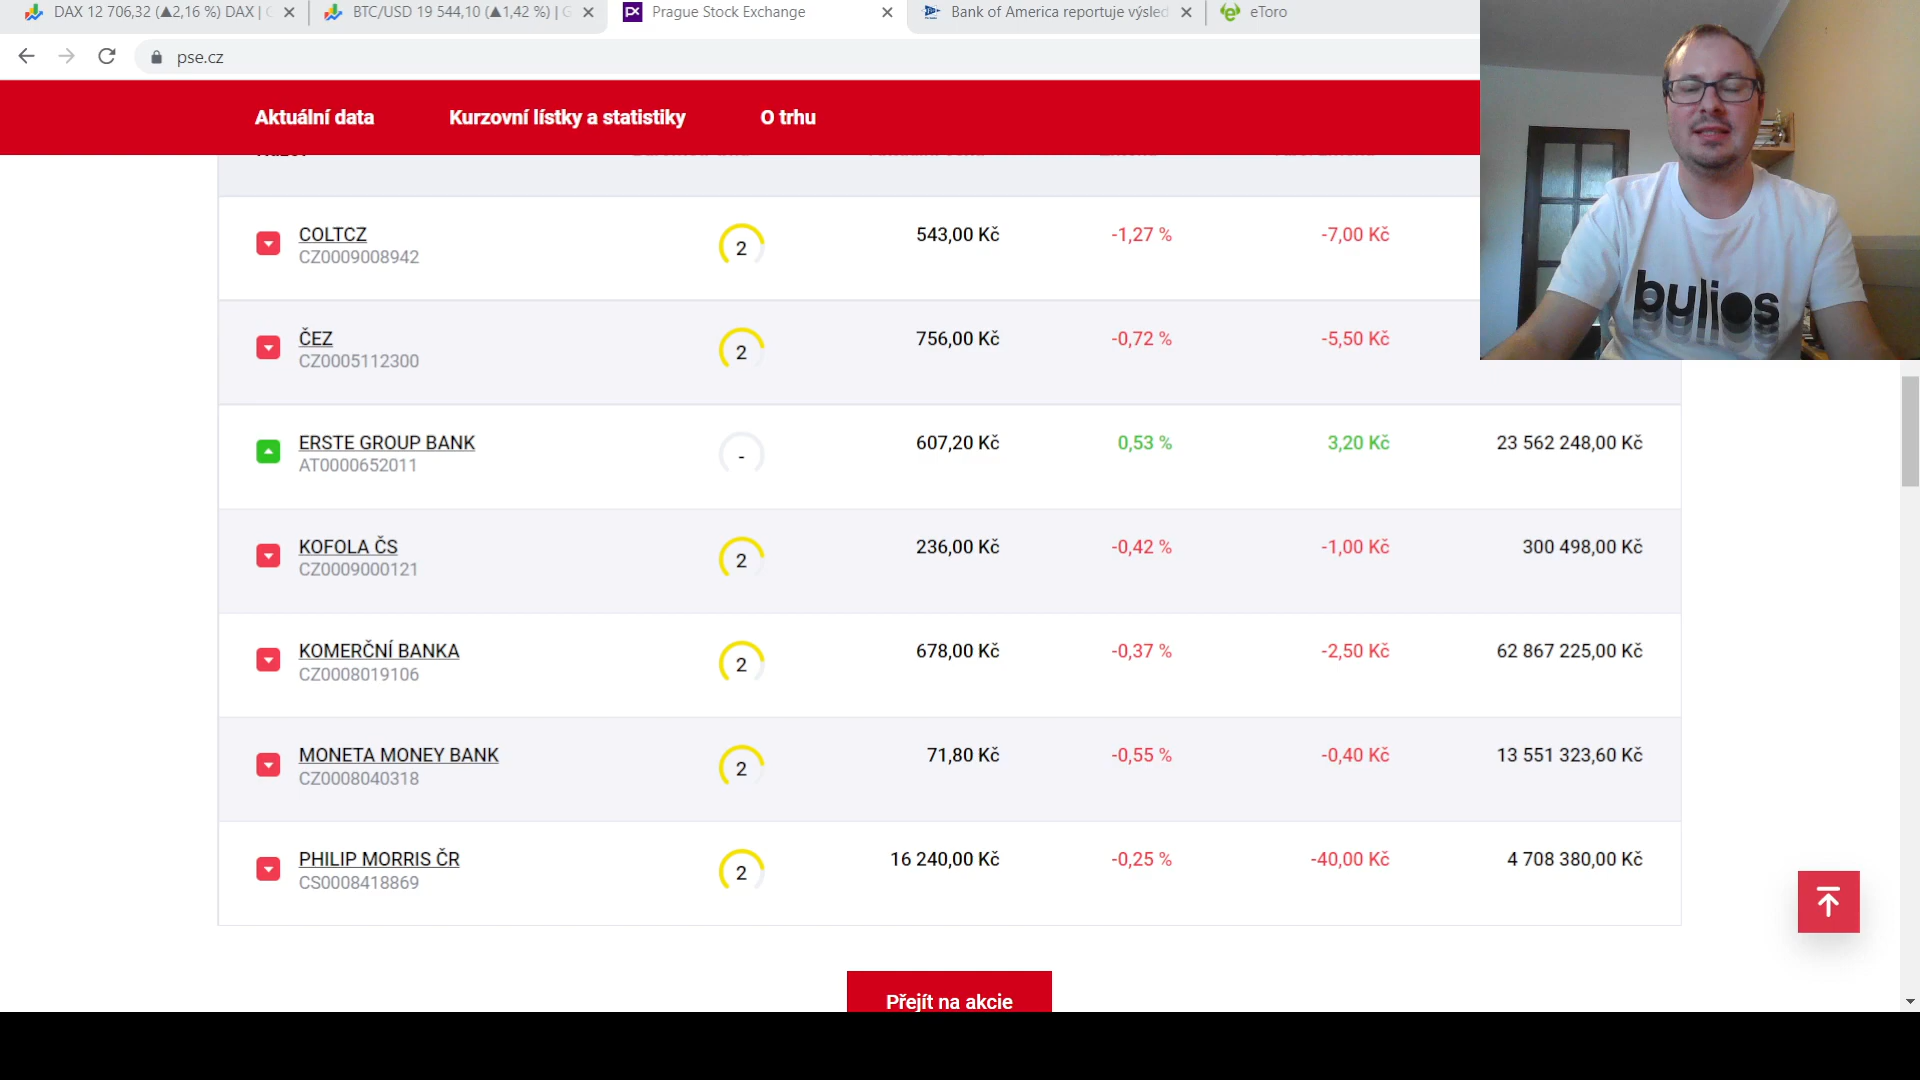 DAX 12 706,32 (▲2,16 %) DAX |
BTC/USD 19 544,10 (▲1,42 %) | G
Prague Stock Exchange
Bank of America reportuje výsled
eToro
pse.cz
Aktuální data
Kurzovní lístky a statistiky
O trhu
COLTCZ 2 543,00 Kč -1,27 % -7,00 Kč
CZ0009008942
ČEZ 2 756,00 Kč -0,72 % -5,50 Kč
CZ0005112300
ERSTE GROUP BANK - 607,20 Kč 0,53 % 3,20 Kč 23 562 248,00 Kč
AT0000652011
KOFOLA ČS 2 236,00 Kč -0,42 % -1,00 Kč 300 498,00 Kč
CZ0009000121
KOMERČNÍ BANKA 2 678,00 Kč -0,37 % -2,50 Kč 62 867 225,00 Kč
CZ0008019106
MONETA MONEY BANK 2 71,80 Kč -0,55 % -0,40 Kč 13 551 323,60 Kč
CZ0008040318
PHILIP MORRIS ČR 2 16 240,00 Kč -0,25 % -40,00 Kč 4 708 380,00 Kč
CS0008418869
Přejít na akcie
bulios